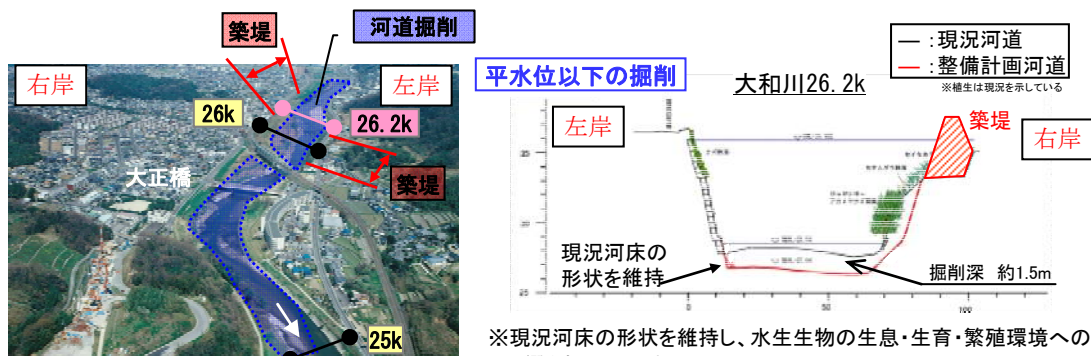 築堤
河道掘削
右岸
左岸
26k
26.2k
築堤
大正橋
25k
平水位以下の掘削
大和川26.2k
― :現況河道
― :整備計画河道
※植生は現況を示している
左岸
築堤
右岸
現況河床の
形状を維持
掘削深 約1.5m
25
0
50
100
※現況河床の形状を維持し、水生生物の生息・生育・繁殖環境への